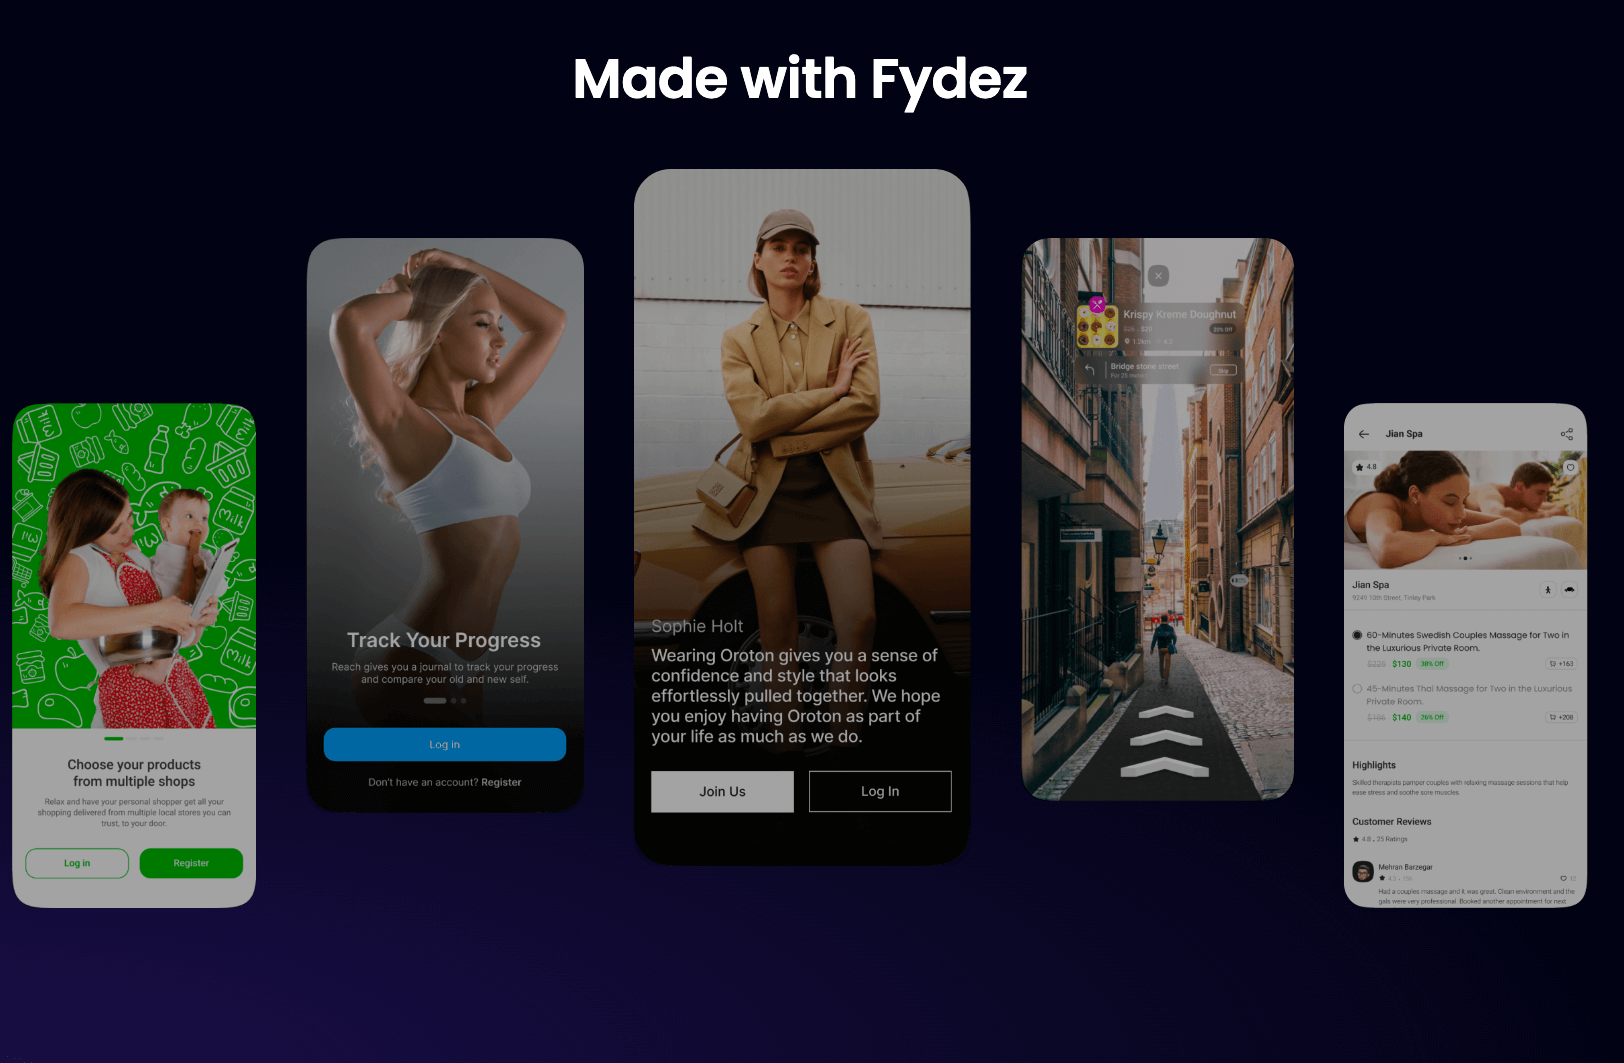 Made with Fydez
Milk
Milk
Milk
Choose your products
from multiple shops
Relax and have your personal shopper get all your
shopping delivered from multiple local stores you can
trust, to your door.
Log in
Register
Track Your Progress
Reach gives you a journal to track your progress
and compare your old and new self.
Log in
Don't have an account? Register
Sophie Holt
Wearing Oroton gives you a sense of
confidence and style that looks
effortlessly pulled together. We hope
you enjoy having Oroton as part of
your life as much as we do.
Join Us
Log In
Krispy Kreme Doughnut
$20
20% Off
1.2km 4.2
Bridge stone street
For 25 meters
Skip
Jian Spa
4.8
Jian Spa
9241 10th Street, Tinley Park
60-Minutes Swedish Couples Massage for Two in
the Luxurious Private Room.
$225 $130 38% Off +163
45-Minutes Thai Massage for Two in the Luxurious
Private Room.
$186 $140 26% Off +208
Highlights
Skilled therapists pamper couples with relaxing massage sessions that help
ease stress and soothe sore muscles.
Customer Reviews
4.8 . 25 Ratings
Mehran Barzegar
12
Had a couples massage and it was great. Clean environment and the
gals were very professional. Booked another appointment for next